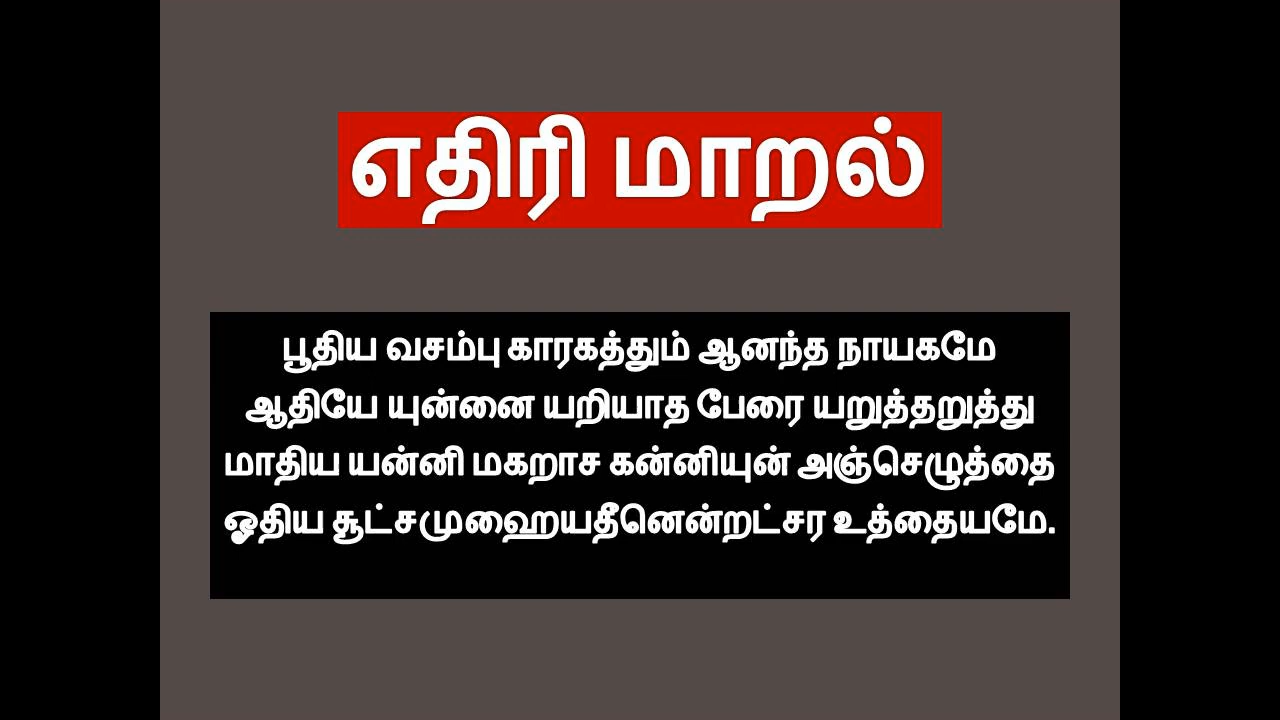 எதிரி மாறல்
பூதிய வசம்பு காரகத்தும் ஆனந்த நாயகமே
ஆதியே யுன்னை யறியாத பேரை யறுத்தறுத்து
மாதிய யன்னி மகறாச கன்னியுன் அஞ்செழுத்தை
ஓதிய சூட்சமுஹையதீனென்றட்சர உத்தையமே.